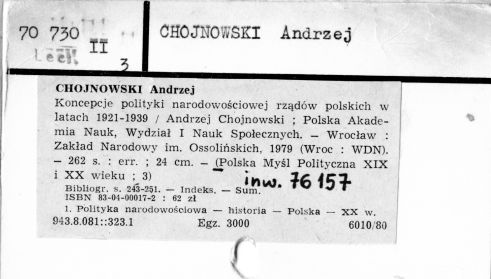 70 730 II
CHOJNOWSKI Andrzej
3
CHOJNOWSKI Andrzej
Koncepcje polityki narodowościowej rządów polskich w
latach 1921-1939 / Andrzej Chojnowski ; Polska Akade-
mia Nauk, Wydział I Nauk Społecznych. — Wrocław :
Zakład Narodowy im. Ossolińskich, 1979 (Wroc : WDN).
— 262 s. : err. ; 24 cm. — (Polska Myśl Polityczna XIX
i XX wieku ; 3)
inw. 76 157
Bibliogr. s. 243-251. — Indeks. — Sum.
ISBN 83-04-00017-2 : 62 zł
1. Polityka narodowościowa — historia — Polska — XX w.
943.8.081::323.1 Egz. 3000 6010/80